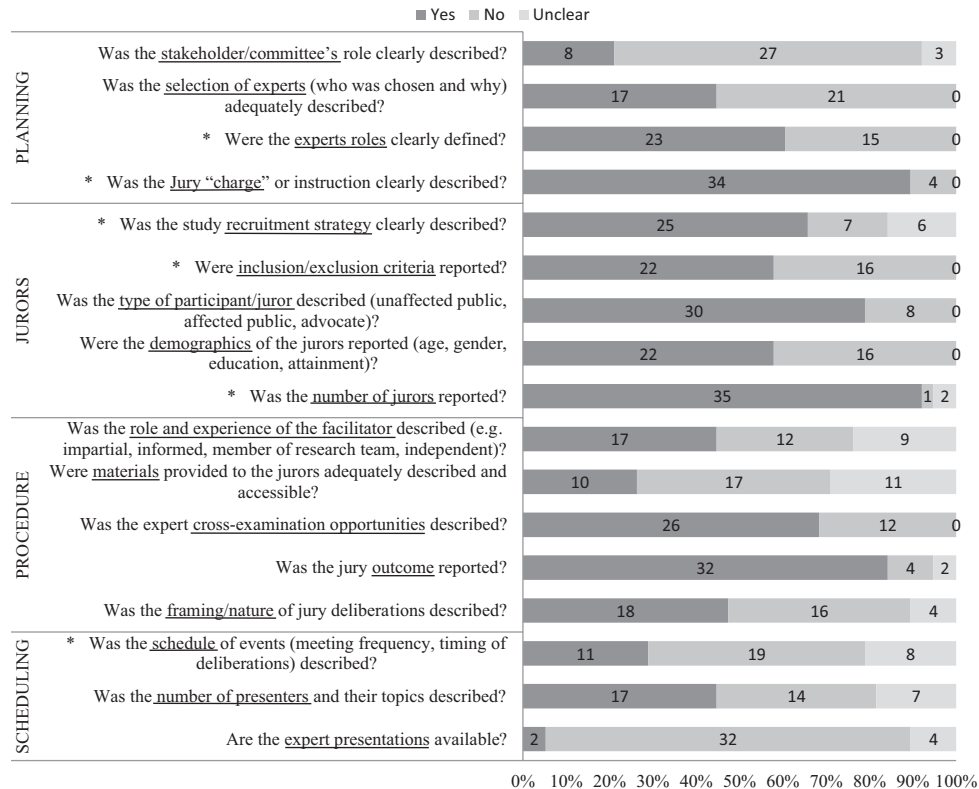 Yes No Unclear
PLANNING
Was the stakeholder/committee's role clearly described?
8 27 3
Was the selection of experts (who was chosen and why)
adequately described?
17 21 0
* Were the experts roles clearly defined?
23 15 0
* Was the Jury “charge” or instruction clearly described?
34 4 0
JURORS
* Was the study recruitment strategy clearly described?
25 7 6
* Were inclusion/exclusion criteria reported?
22 16 0
Was the type of participant/juror described (unaffected public,
affected public, advocate)?
30 8 0
Were the demographics of the jurors reported (age, gender,
education, attainment)?
22 16 0
* Was the number of jurors reported?
35 1 2
PROCEDURE
Was the role and experience of the facilitator described (e.g.
impartial, informed, member of research team, independent)?
17 12 9
Were materials provided to the jurors adequately described and
accessible?
10 17 11
Was the expert cross-examination opportunities described?
26 12 0
Was the jury outcome reported?
32 4 2
Was the framing/nature of jury deliberations described?
18 16 4
SCHEDULING
* Was the schedule of events (meeting frequency, timing of
deliberations) described?
11 19 8
Was the number of presenters and their topics described?
17 14 7
Are the expert presentations available?
2 32 4
0% 10% 20% 30% 40% 50% 60% 70% 80% 90% 100%